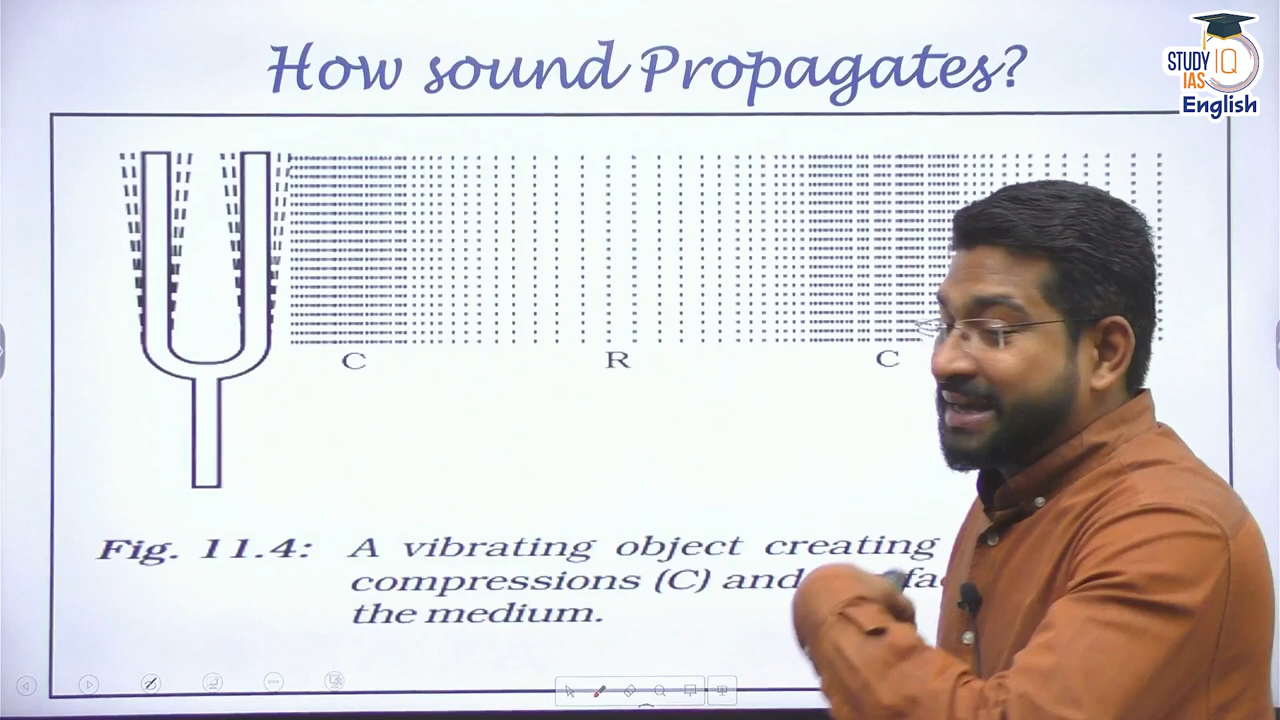 How sound Propagates?
STUDY IQ
IAS
English
C R C
Fig. 11.4: A vibrating object creating
compressions (C) and
the medium.